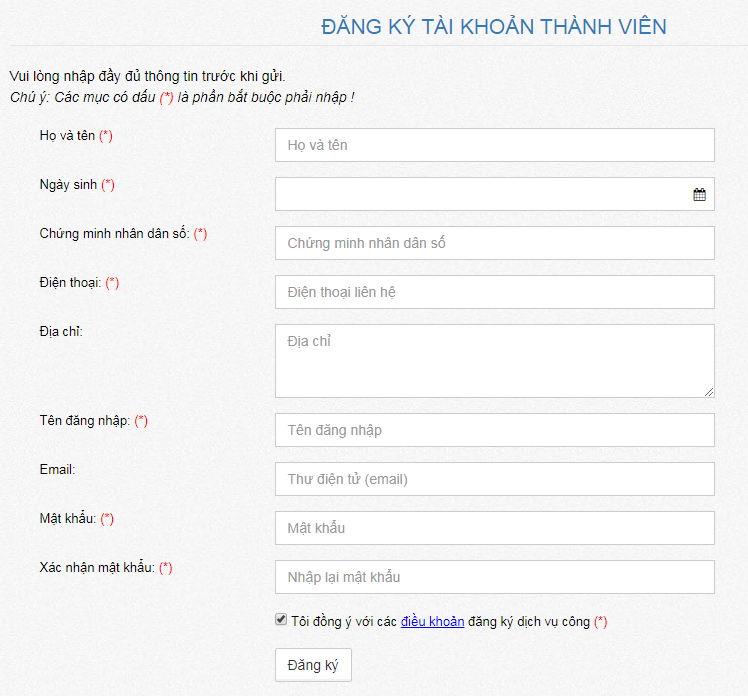 ĐĂNG KÝ TÀI KHOẢN THÀNH VIÊN
Vui lòng nhập đầy đủ thông tin trước khi gửi.
Chú ý: Các mục có dấu (*) là phần bắt buộc phải nhập !
Họ và tên (*)
Họ và tên
Ngày sinh (*)
Chứng minh nhân dân số: (*)
Chứng minh nhân dân số
Điện thoại: (*)
Điện thoại liên hệ
Địa chỉ:
Địa chỉ
Tên đăng nhập: (*)
Tên đăng nhập
Email:
Thư điện tử (email)
Mật khẩu: (*)
Mật khẩu
Xác nhận mật khẩu: (*)
Nhập lại mật khẩu
Tôi đồng ý với các điều khoản đăng ký dịch vụ công (*)
Đăng ký